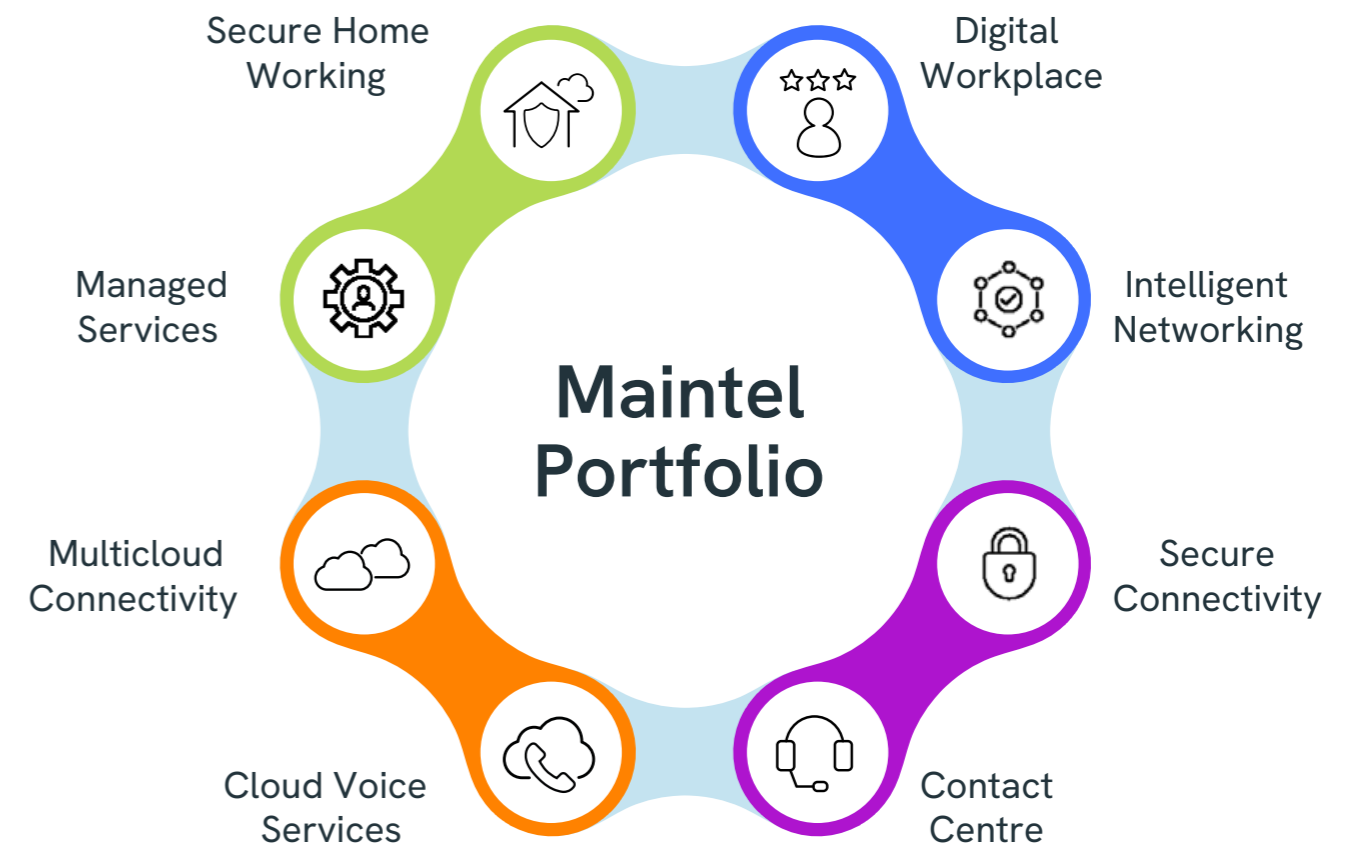 Secure Home
Working
Digital
Workplace
Managed
Services
Intelligent
Networking
Maintel
Portfolio
Multicloud
Connectivity
Secure
Connectivity
Cloud Voice
Services
Contact
Centre